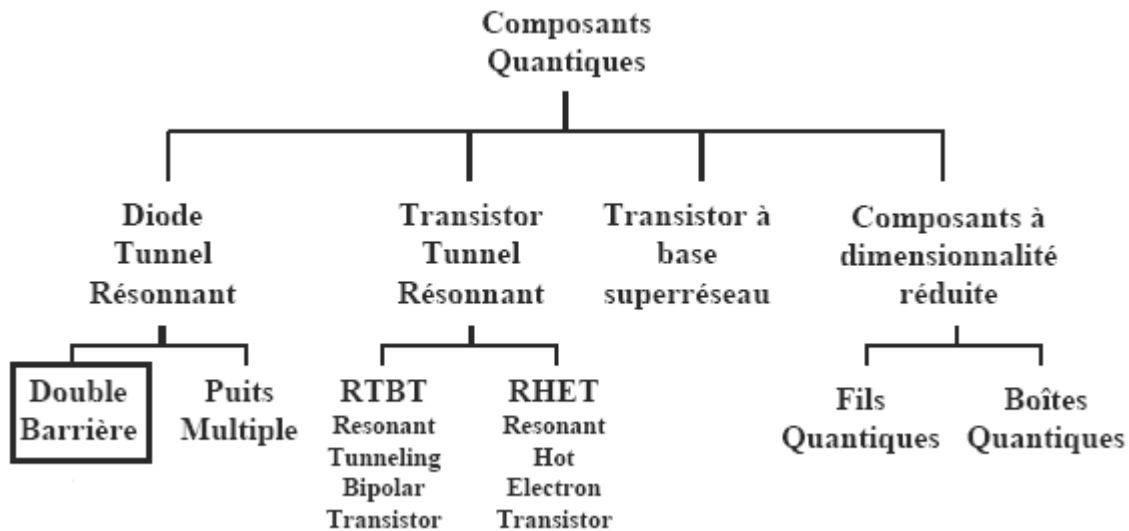 Composants
Quantiques
Diode
Tunnel
Résonnant
Transistor
Tunnel
Résonnant
Transistor à
base
superréseau
Composants à
dimensionnalité
réduite
Double
Barrière
Puits
Multiple
RTBT
Resonant
Tunneling
Bipolar
Transistor
RHET
Resonant
Hot
Electron
Transistor
Fils
Quantiques
Boîtes
Quantiques